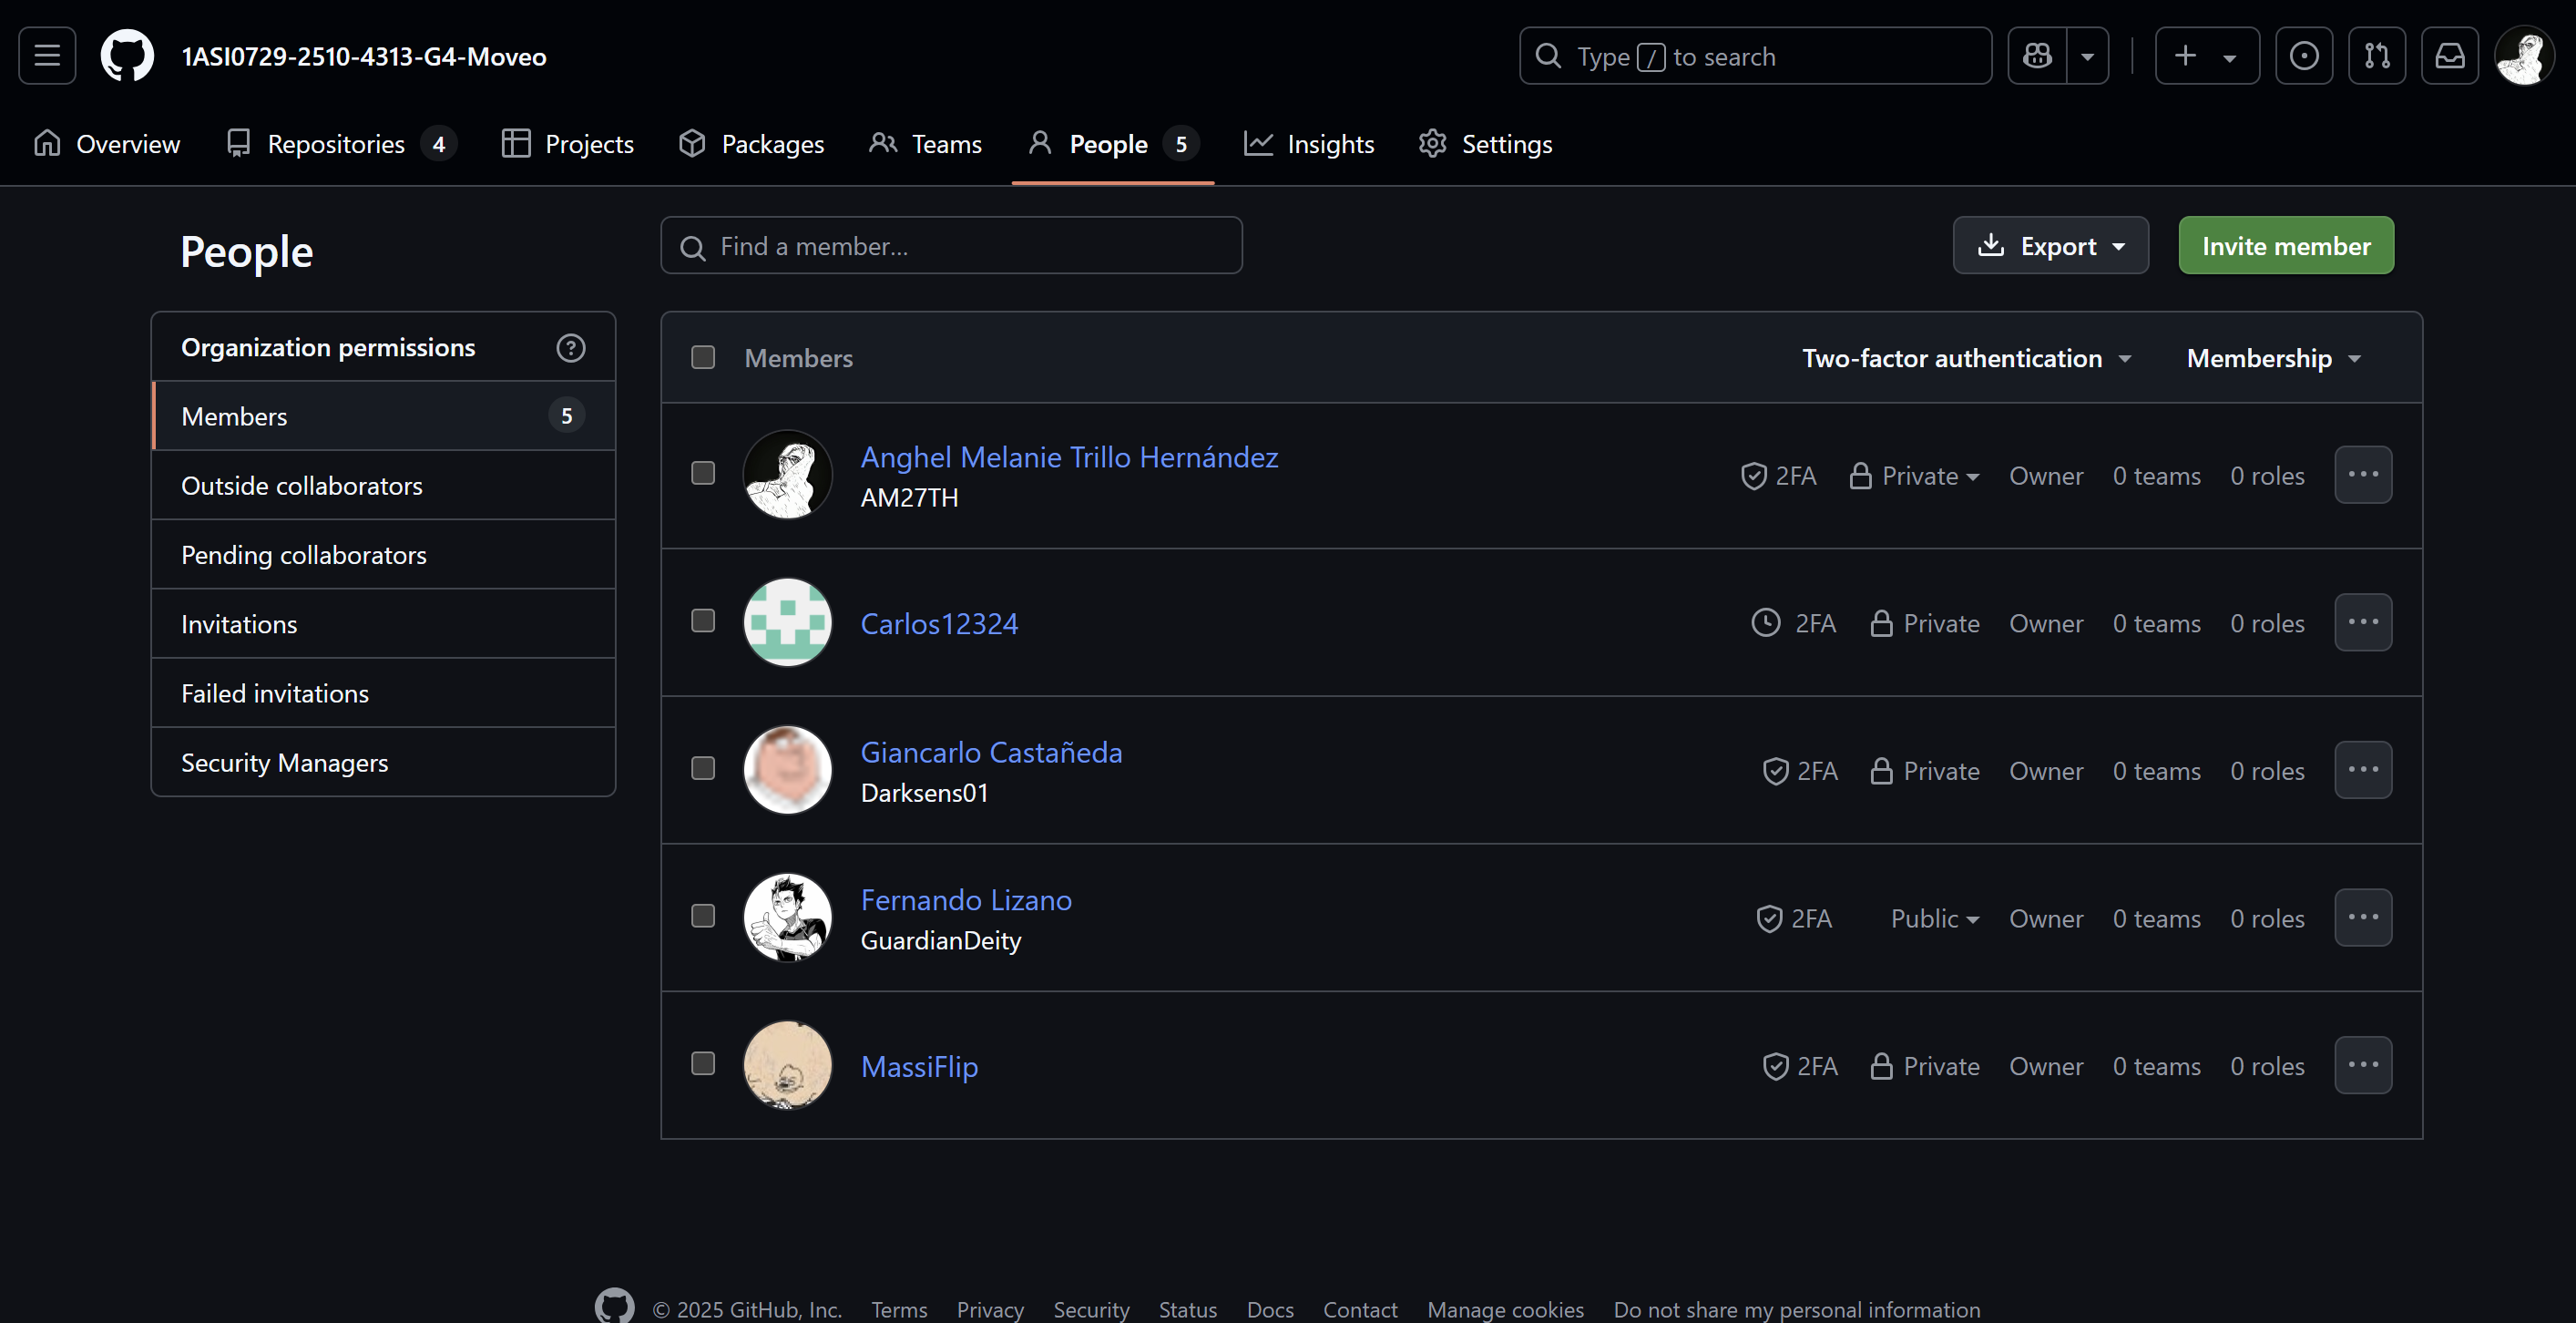 1ASI0729-2510-4313-G4-Moveo
Type / to search
Overview Repositories 4 Projects Packages Teams People 5 Insights Settings
People
Find a member...
Export
Invite member
Organization permissions
Members 5
Outside collaborators
Pending collaborators
Invitations
Failed invitations
Security Managers
Members Two-factor authentication Membership
Anghel Melanie Trillo Hernández
AM27TH
2FA Private Owner 0 teams 0 roles
Carlos12324
2FA Private Owner 0 teams 0 roles
Giancarlo Castañeda
Darksens01
2FA Private Owner 0 teams 0 roles
Fernando Lizano
GuardianDeity
2FA Public Owner 0 teams 0 roles
MassiFlip
2FA Private Owner 0 teams 0 roles
© 2025 GitHub, Inc. Terms Privacy Security Status Docs Contact Manage cookies Do not share my personal information